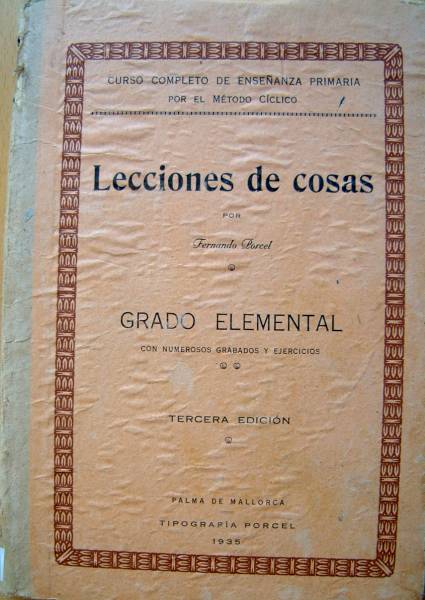 CURSO COMPLETO DE ENSEÑANZA PRIMARIA
POR EL MÉTODO CÍCLICO
Lecciones de cosas
POR
Fernando Porcel
GRADO ELEMENTAL
CON NUMEROSOS GRABADOS Y EJERCICIOS
TERCERA EDICIÓN
PALMA DE MALLORCA
TIPOGRAFÍA PORCEL
1935